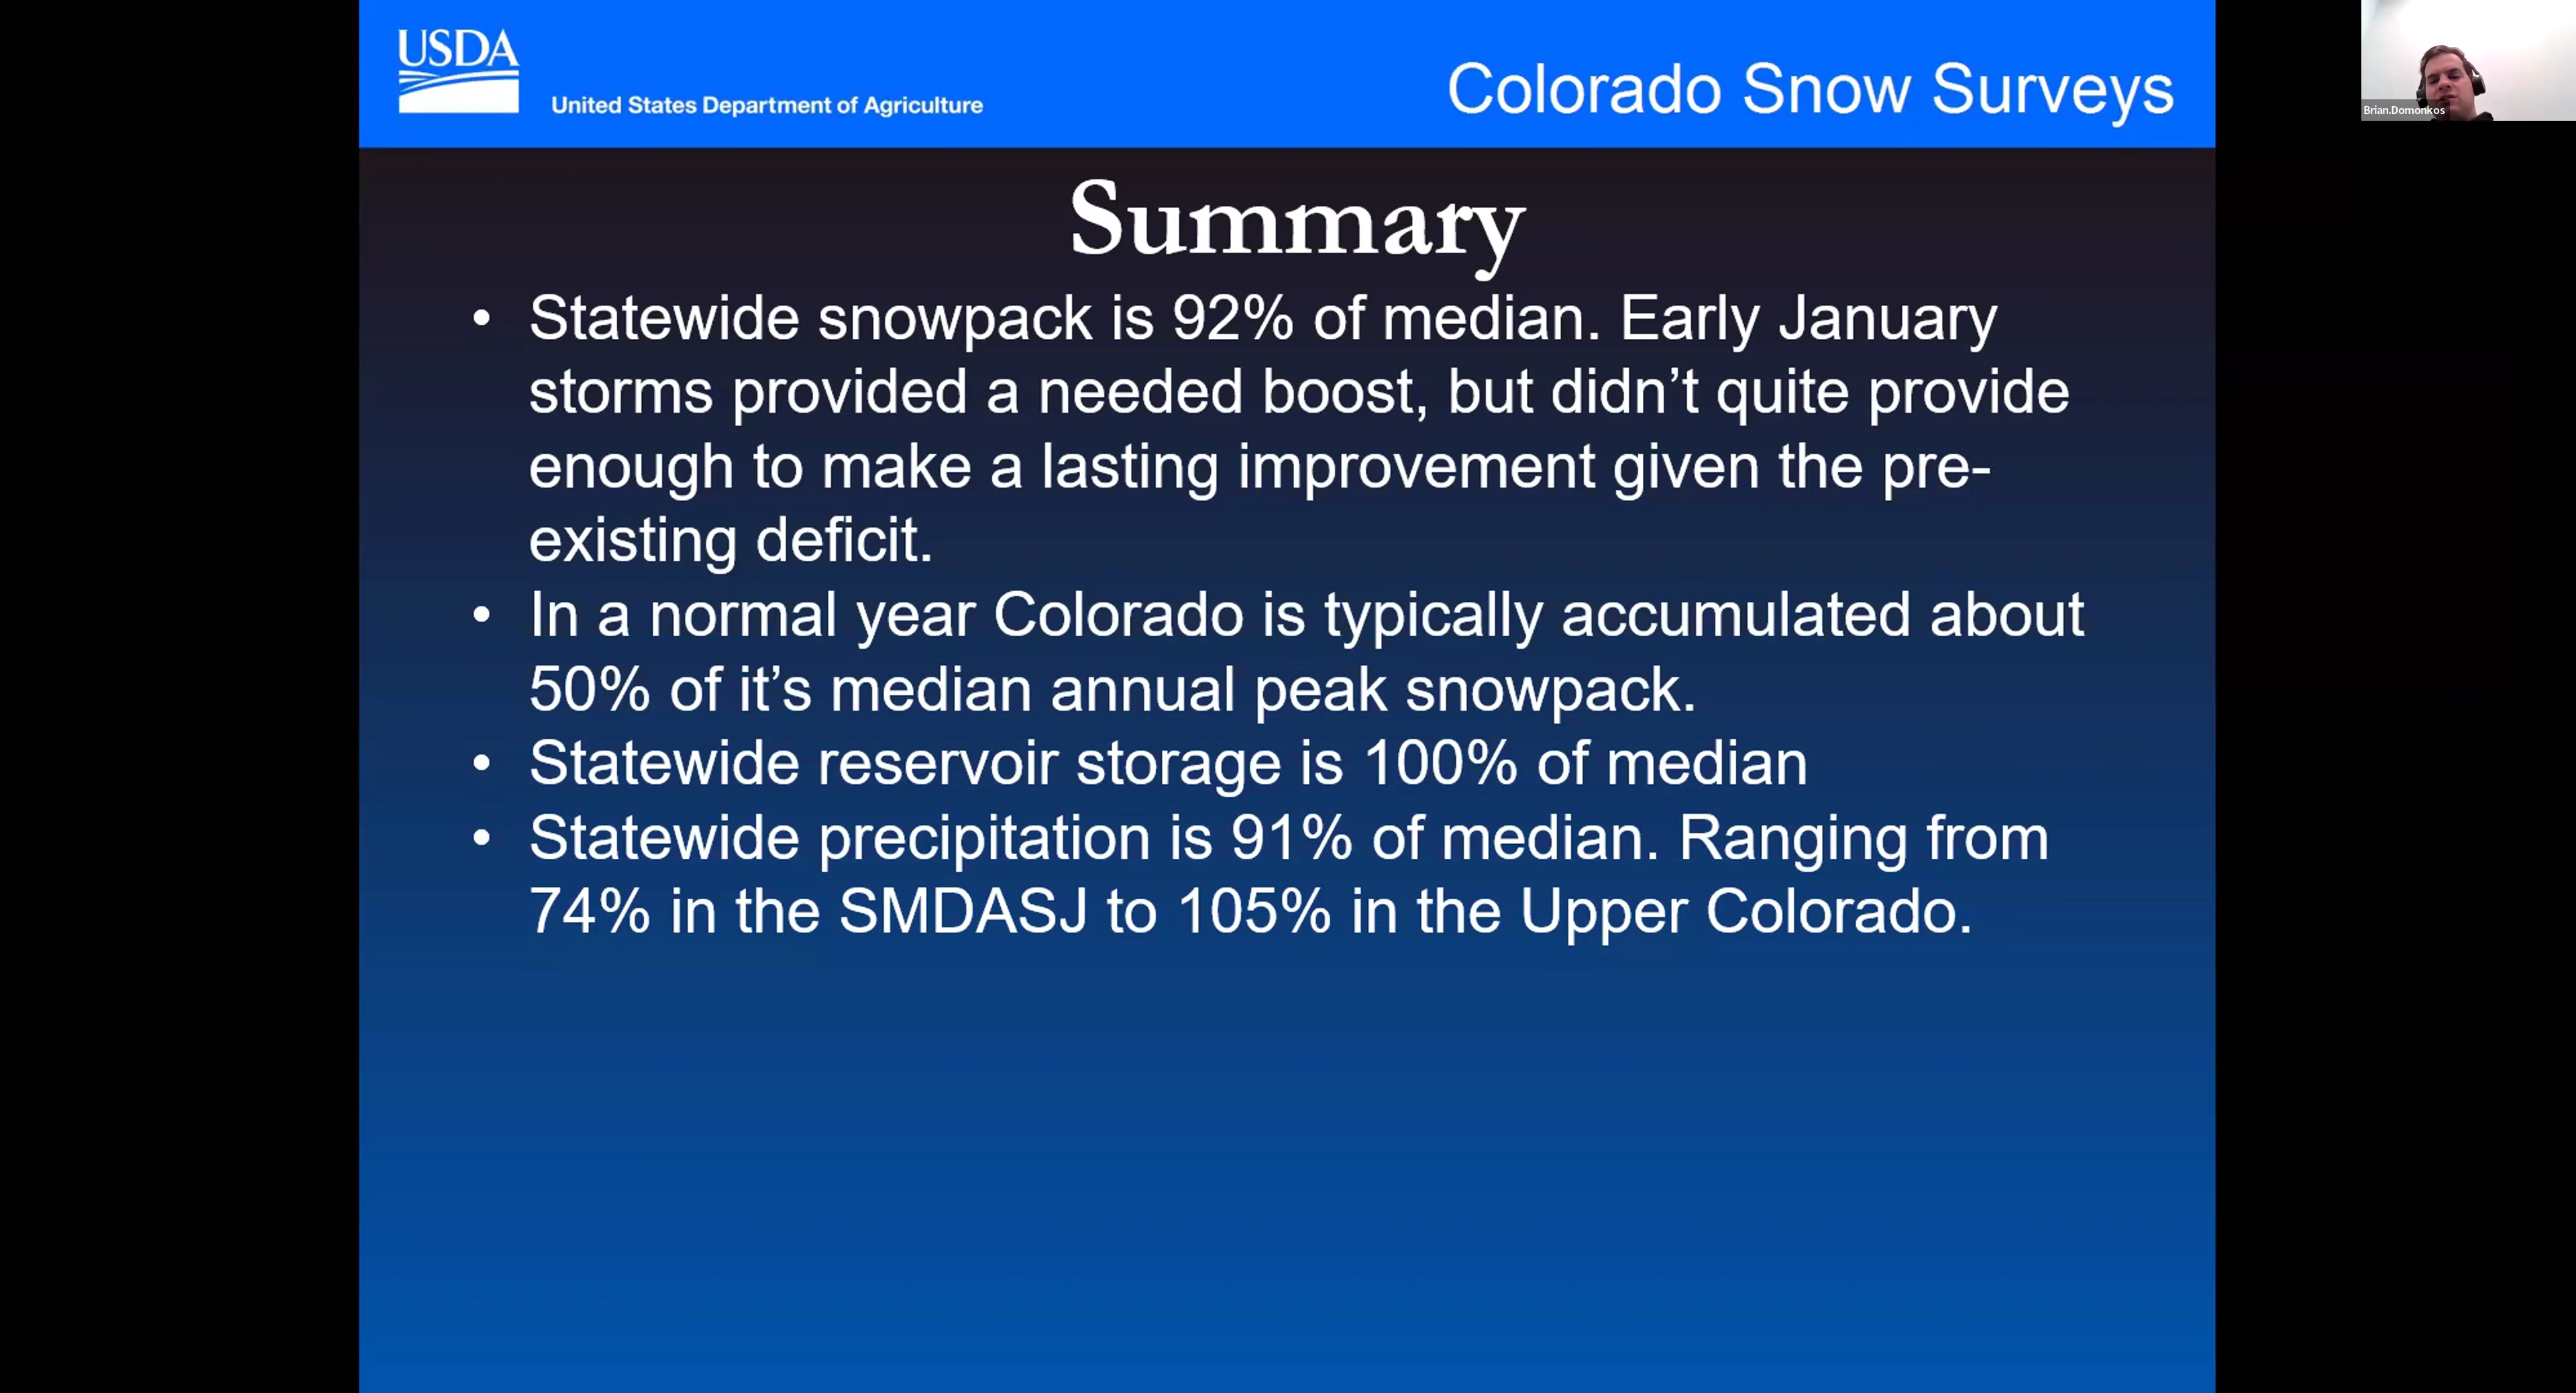 USDA
United States Department of Agriculture
Colorado Snow Surveys
Brian.Domonkos
Summary
• Statewide snowpack is 92% of median. Early January
storms provided a needed boost, but didn’t quite provide
enough to make a lasting improvement given the pre-
existing deficit.
• In a normal year Colorado is typically accumulated about
50% of it’s median annual peak snowpack.
• Statewide reservoir storage is 100% of median
• Statewide precipitation is 91% of median. Ranging from
74% in the SMDASJ to 105% in the Upper Colorado.